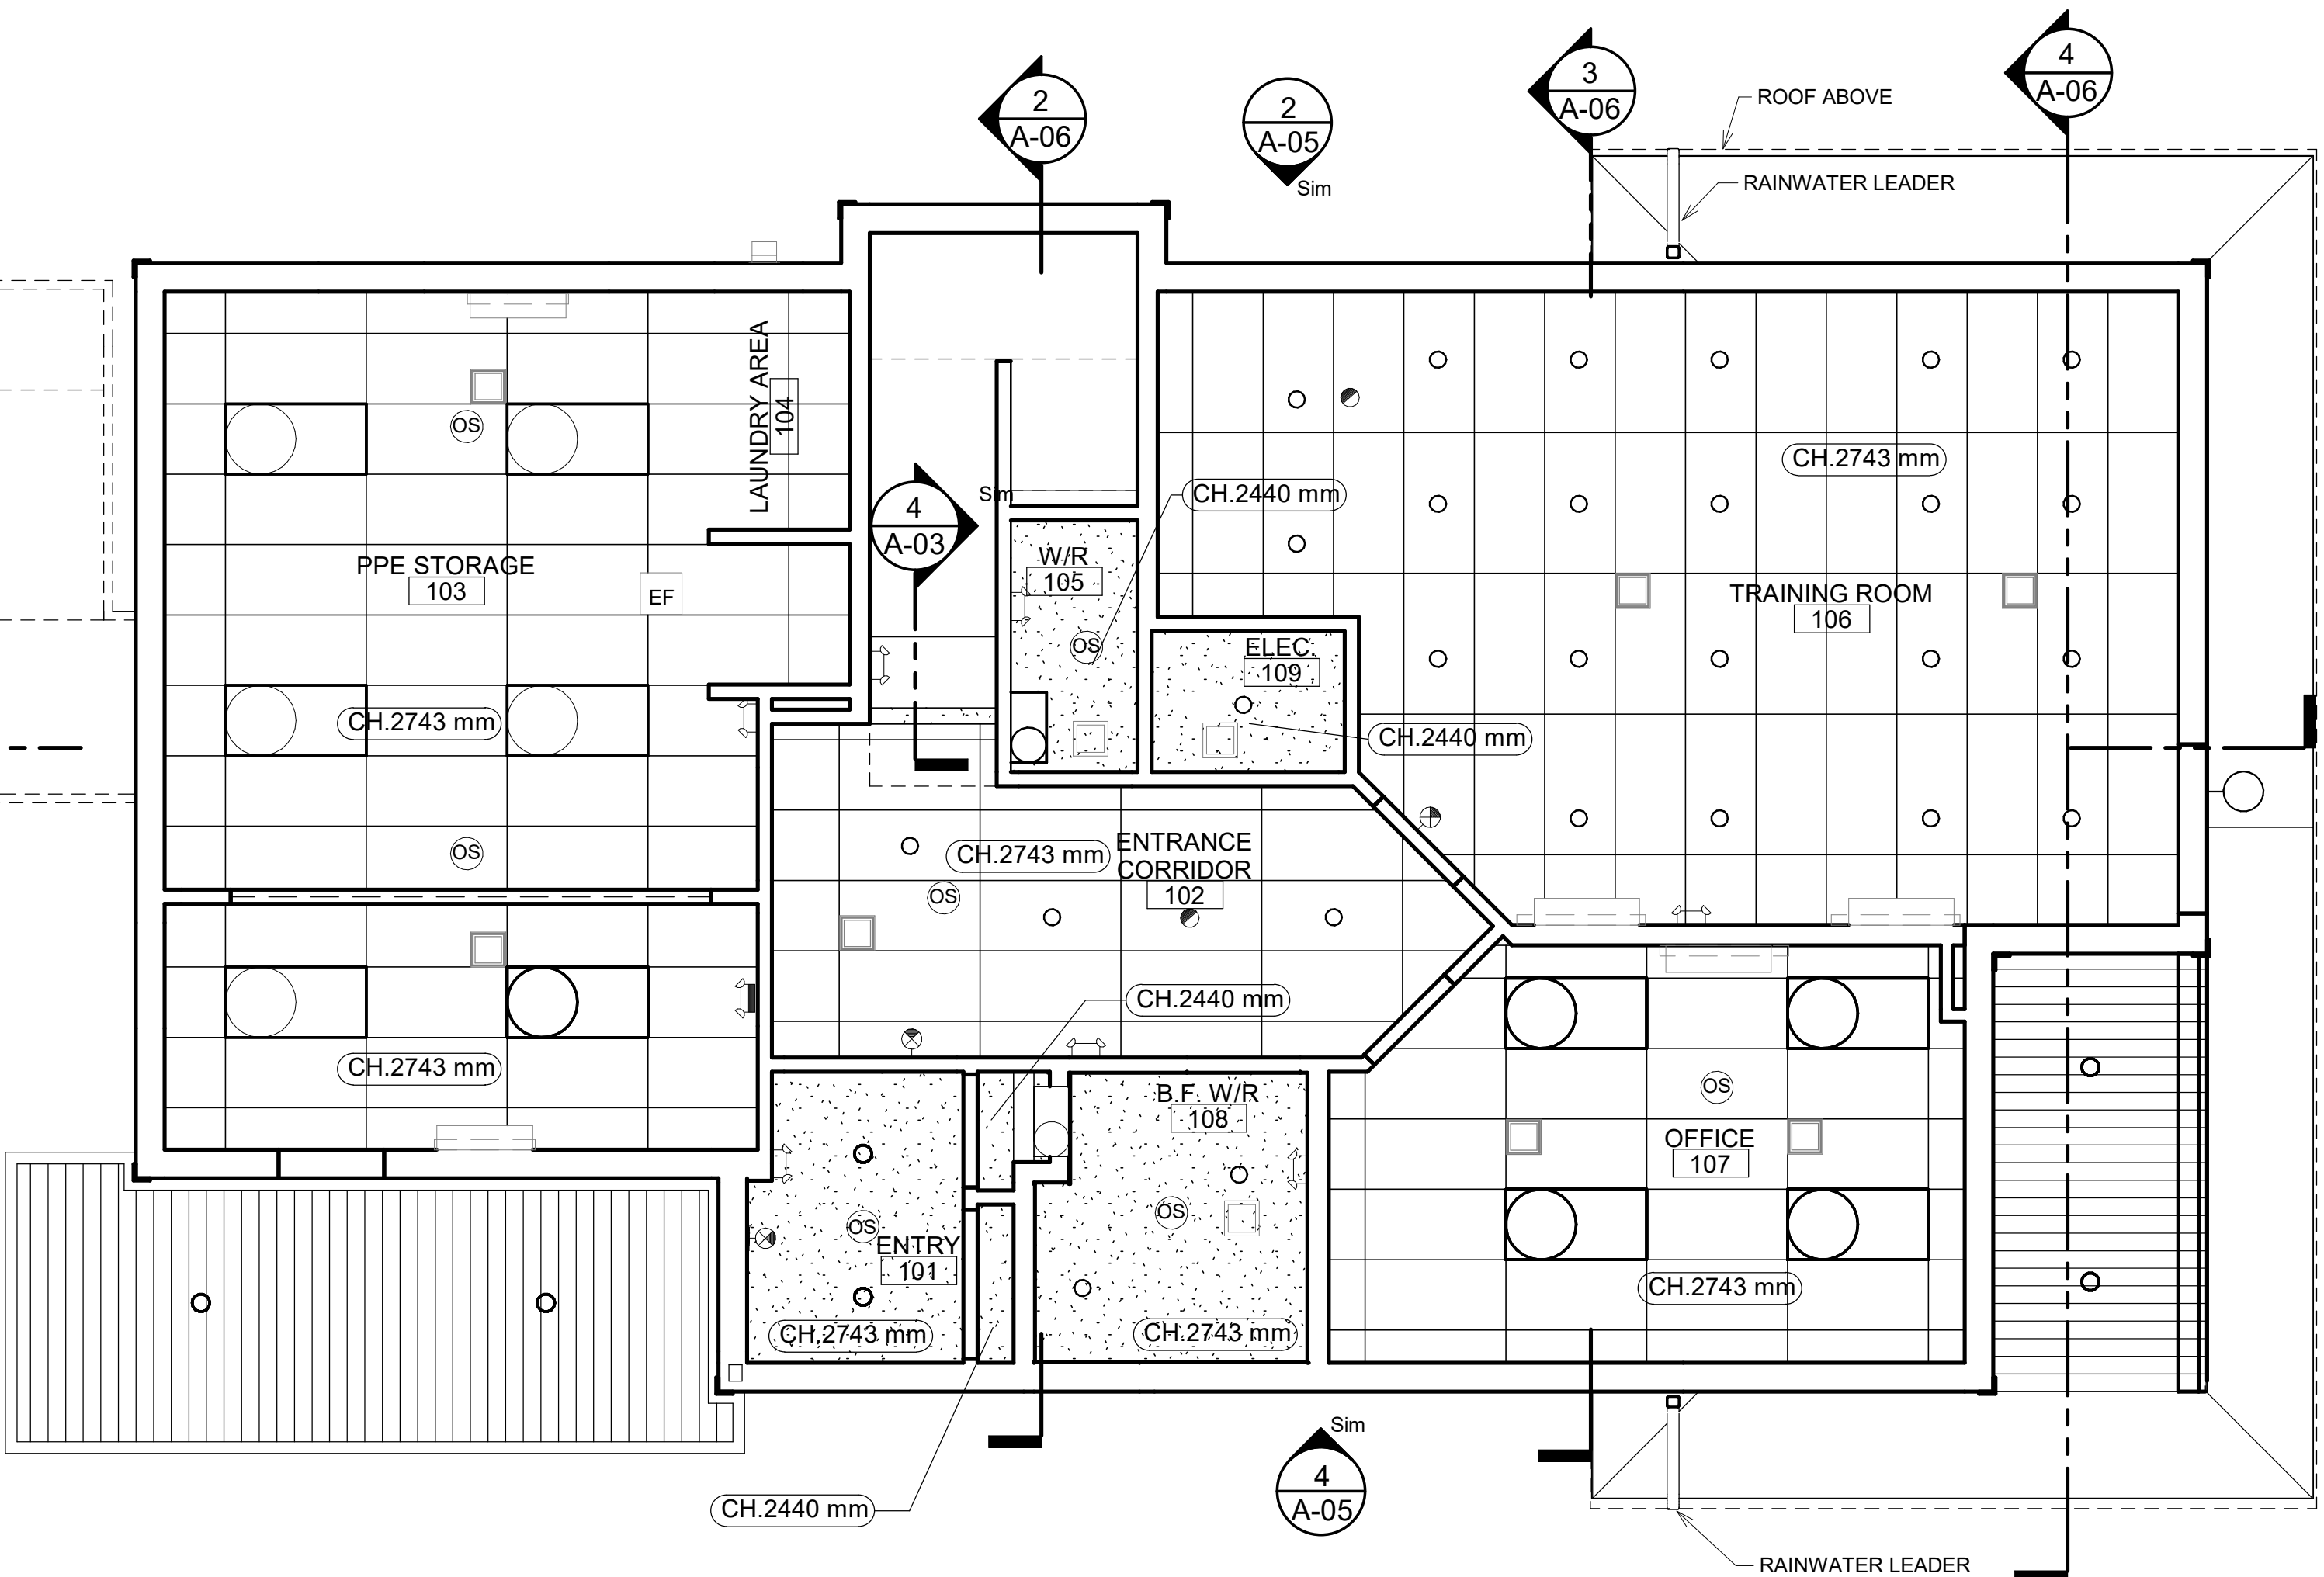 2
A-06
2
A-05
Sim
3
A-06
4
A-06
ROOF ABOVE
RAINWATER LEADER
LAUNDRY AREA
104
OS
CH.2743 mm
4
A-03
Sim
CH.2440 mm
W/R
105
OS
PPE STORAGE
103
EF
TRAINING ROOM
106
ELEC.
109
CH.2743 mm
CH.2440 mm
OS
CH.2743 mm
ENTRANCE
CORRIDOR
102
OS
CH.2440 mm
CH.2743 mm
B.F. W/R
108
OS
OFFICE
107
OS
OS
ENTRY
101
CH.2743 mm
CH.2743 mm
CH.2743 mm
CH.2440 mm
Sim
4
A-05
RAINWATER LEADER